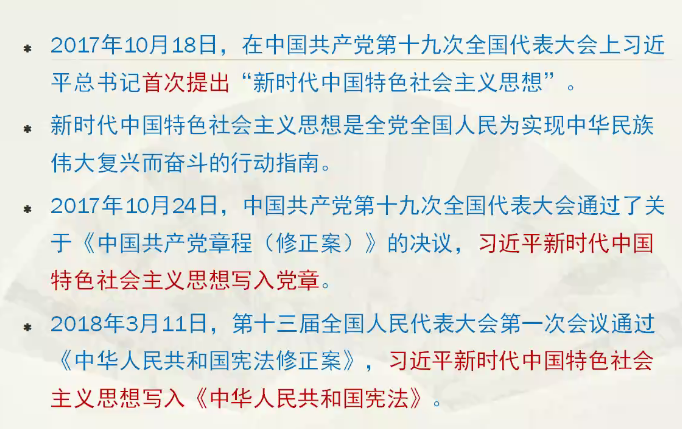 * 2017年10月18日，在中国共产党第十九次全国代表大会上习近
平总书记首次提出“新时代中国特色社会主义思想”。
* 新时代中国特色社会主义思想是全党全国人民为实现中华民族
伟大复兴而奋斗的行动指南。
* 2017年10月24日，中国共产党第十九次全国代表大会通过了关
于《中国共产党章程（修正案）》的决议，习近平新时代中国
特色社会主义思想写入党章。
* 2018年3月11日，第十三届全国人民代表大会第一次会议通过
《中华人民共和国宪法修正案》，习近平新时代中国特色社会
主义思想写入《中华人民共和国宪法》。